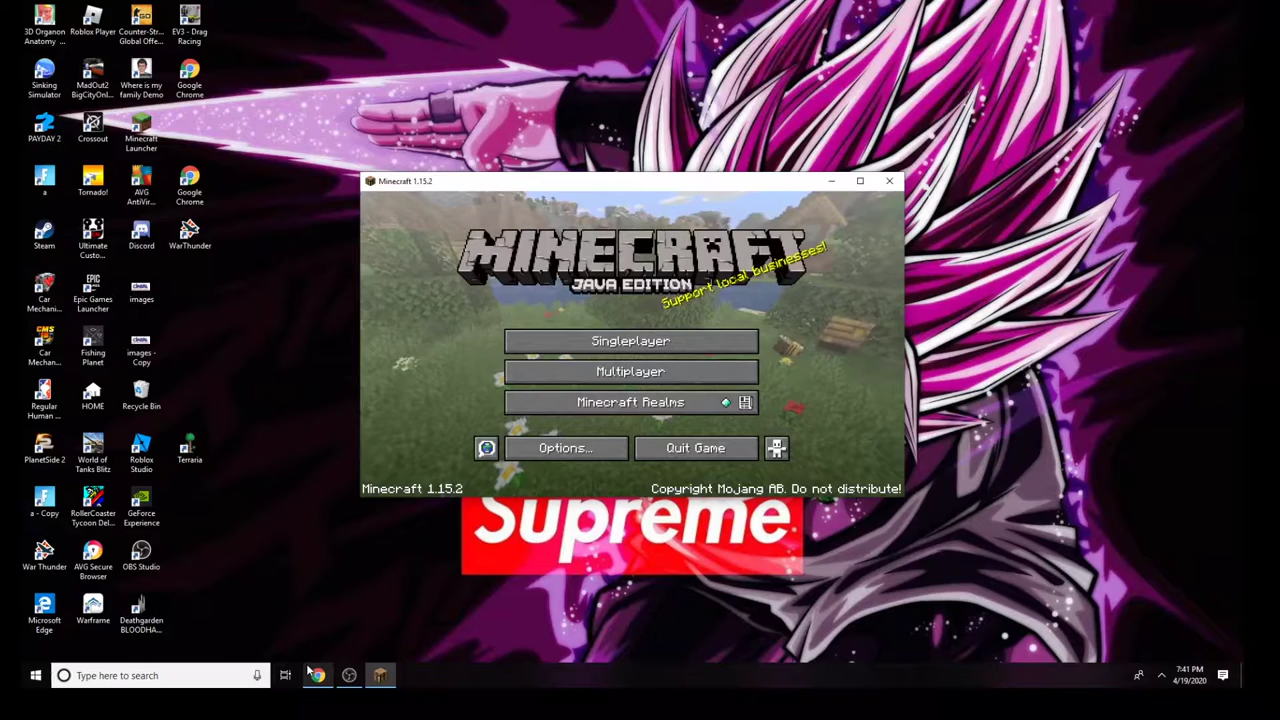 3D Organon
Anatomy ...
Roblox Player
Counter-Str...
Global Offe...
EV3 - Drag
Racing
Sinking
Simulator
MadOut2
BigCityOnl...
Where is my
family Demo
Google
Chrome
PAYDAY 2
Crossout
Minecraft
Launcher
a
Tornado!
AVG
AntiVir...
Google
Chrome
Steam
Ultimate
Custo...
Discord
WarThunder
Car
Mechani...
EPIC
GAMES
Epic Games
Launcher
images
Car
Mechan...
Fishing
Planet
images
- Copy
Regular
Human ...
HOME
Recycle Bin
PlanetSide 2
World of
Tanks Blitz
Roblox
Studio
Terraria
a - Copy
RollerCoaster
Tycoon Del...
GeForce
Experience
War Thunder
AVG Secure
Browser
OBS Studio
Microsoft
Edge
Warframe
Deathgarden
BLOODHA...
Minecraft 1.15.2
MINECRAFT
JAVA EDITION
Support local businesses!
Singleplayer
Multiplayer
Minecraft Realms
Options...
Quit Game
Minecraft 1.15.2
Copyright Mojang AB. Do not distribute!
Supreme
Type here to search
7:41 PM
4/19/2020